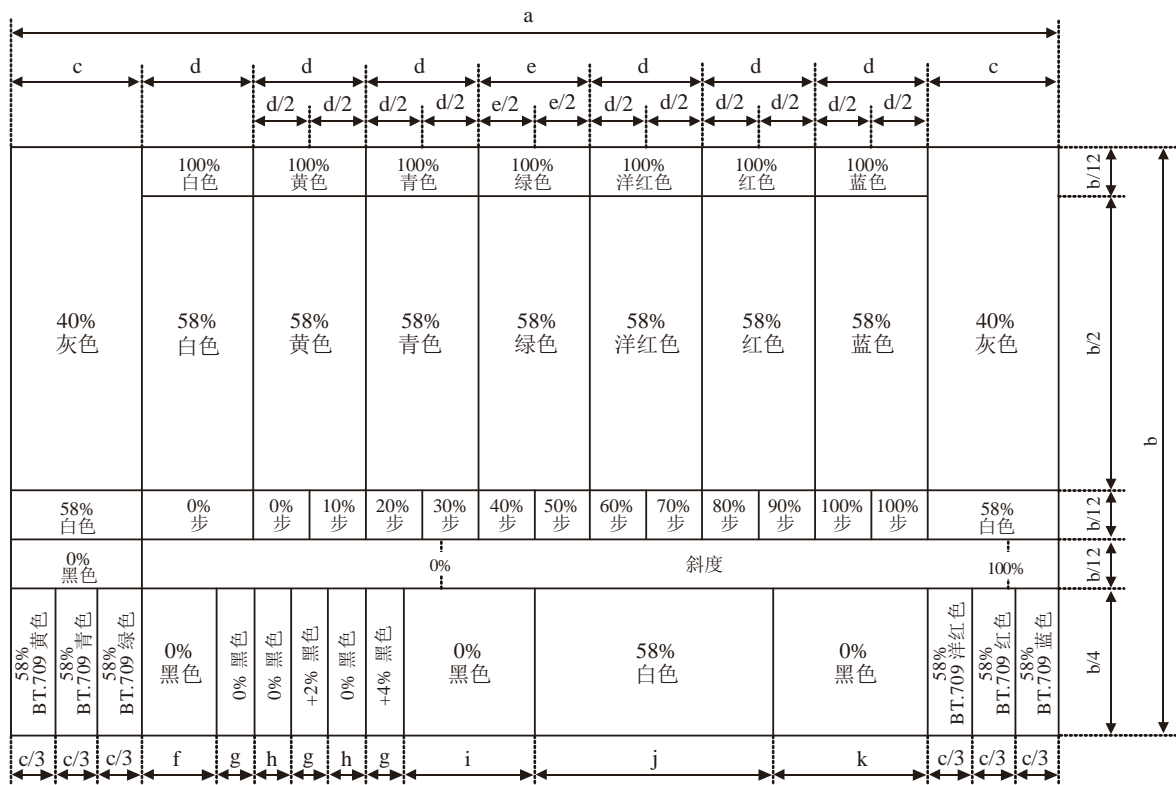 a
c d d d e d d d c
d/2 d/2 d/2 d/2 e/2 e/2 d/2 d/2 d/2 d/2 d/2 d/2
100% 100% 100% 100% 100% 100% 100%
白色 黄色 青色 绿色 洋红色 红色 蓝色
b/12
40% 58% 58% 58% 58% 58% 58% 58% 40%
灰色 白色 黄色 青色 绿色 洋红色 红色 蓝色 灰色
b/2
b
58% 0% 0% 10% 20% 30% 40% 50% 60% 70% 80% 90% 100% 100% 58%
白色 步 步 步 步 步 步 步 步 步 步 步 步 步 白色
b/12
0% 0% 斜度 100%
黑色
b/12
58%
BT.709 黄色
58%
BT.709 青色
58%
BT.709 绿色
0%
黑色
0% 黑色
0% 黑色
+2% 黑色
0% 黑色
+4% 黑色
0%
黑色
58%
白色
0%
黑色
58%
BT.709 洋红色
58%
BT.709 红色
58%
BT.709 蓝色
b/4
c/3 c/3 c/3 f g h g h g i j k c/3 c/3 c/3